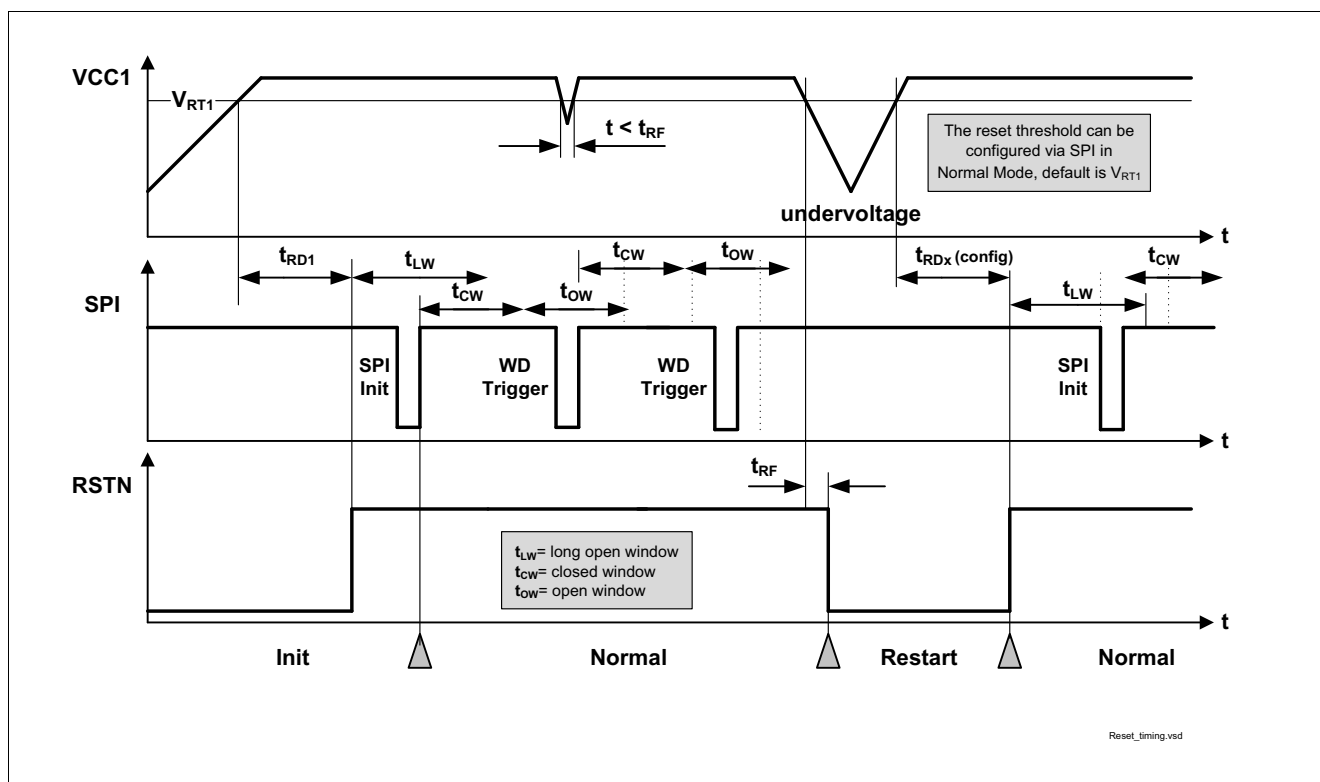 VCC1
VRT1
t < tRF
The reset threshold can be
configured via SPI in
Normal Mode, default is VRT1
undervoltage
t
tRD1
tLW
tCW
tOW
tRDx (config)
tCW
SPI
tCW
tOW
tLW
SPI
Init
WD
Trigger
WD
Trigger
SPI
Init
t
RSTN
tRF
tLW= long open window
tCW= closed window
tOW= open window
t
Init
Normal
Restart
Normal
Reset_timing.vsd